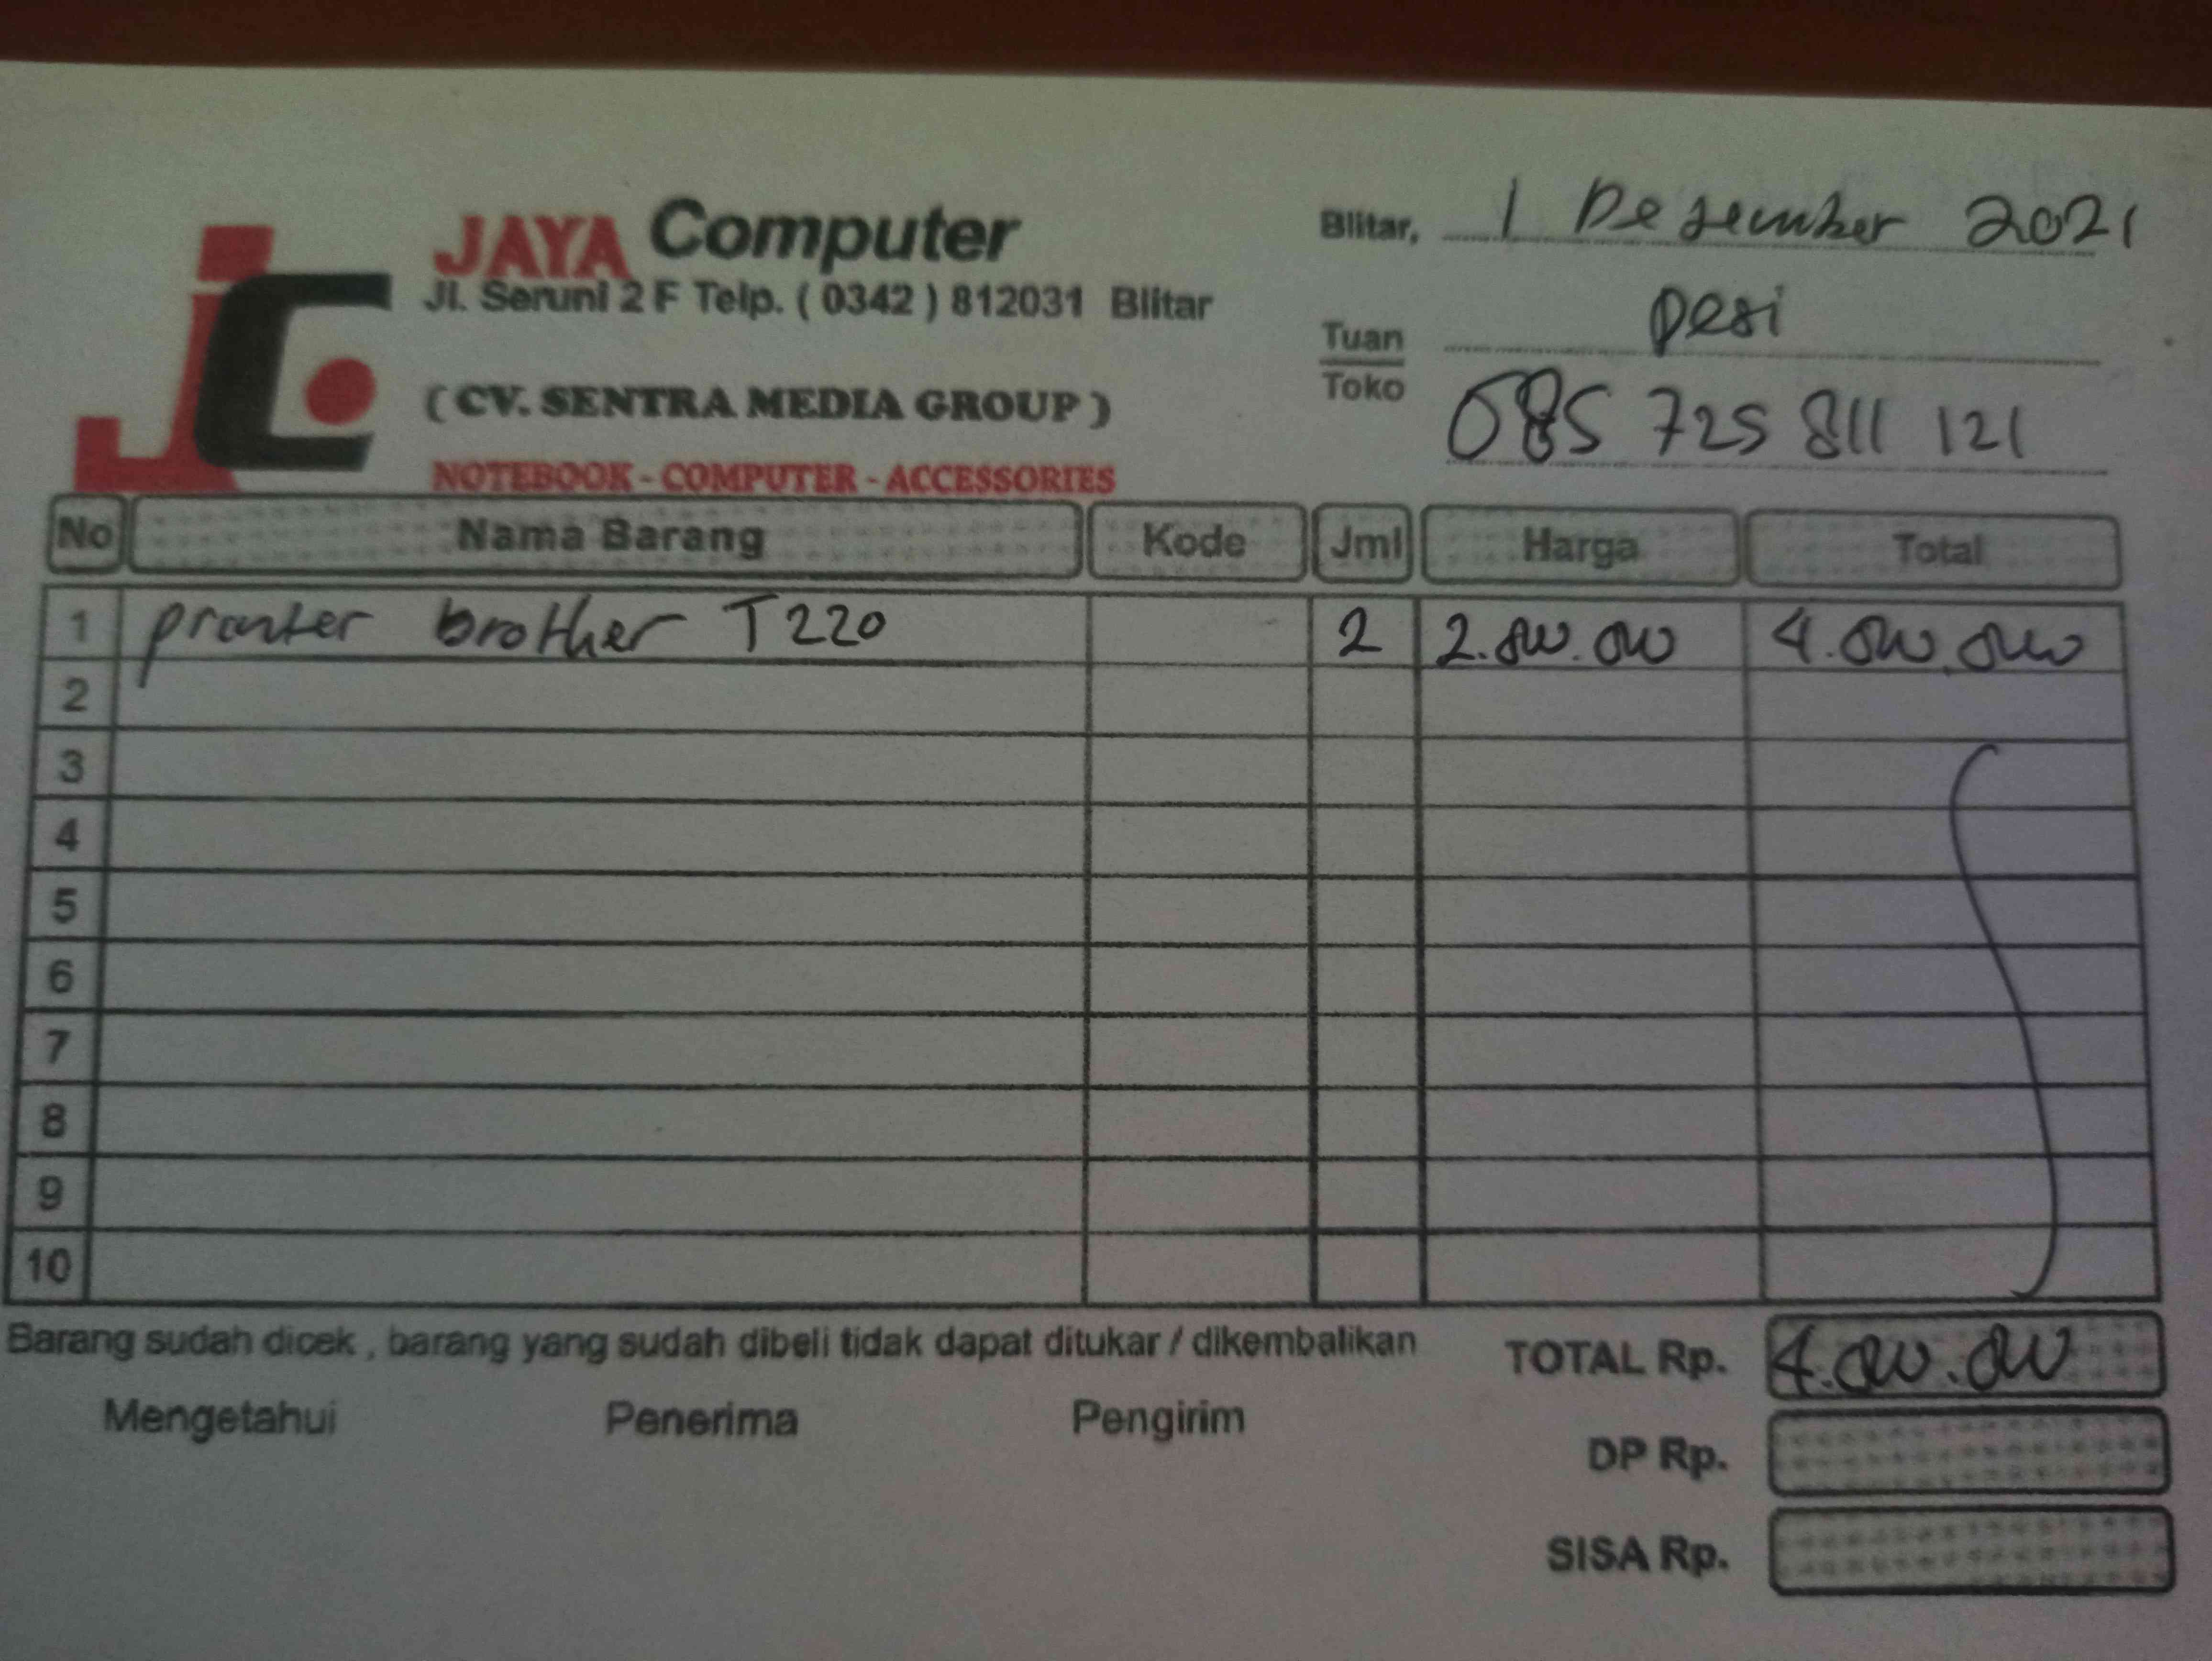 JAYA Computer
Jl. Seruni 2 F Telp. ( 0342 ) 812031 Blitar
( CV. SENTRA MEDIA GROUP )
NOTEBOOK - COMPUTER - ACCESSORIES
Blitar, 1 Desember 2021
Tuan
Toko
Desi
085 725 811 121
No Nama Barang Kode Jml Harga Total
1 pranter brother T220 2 2.000.000 4.000.000
2
3
4
5
6
7
8
9
10
Barang sudah dicek , barang yang sudah dibeli tidak dapat ditukar / dikembalikan
TOTAL Rp. 4.000.000
Mengetahui Penerima Pengirim
DP Rp.
SISA Rp.